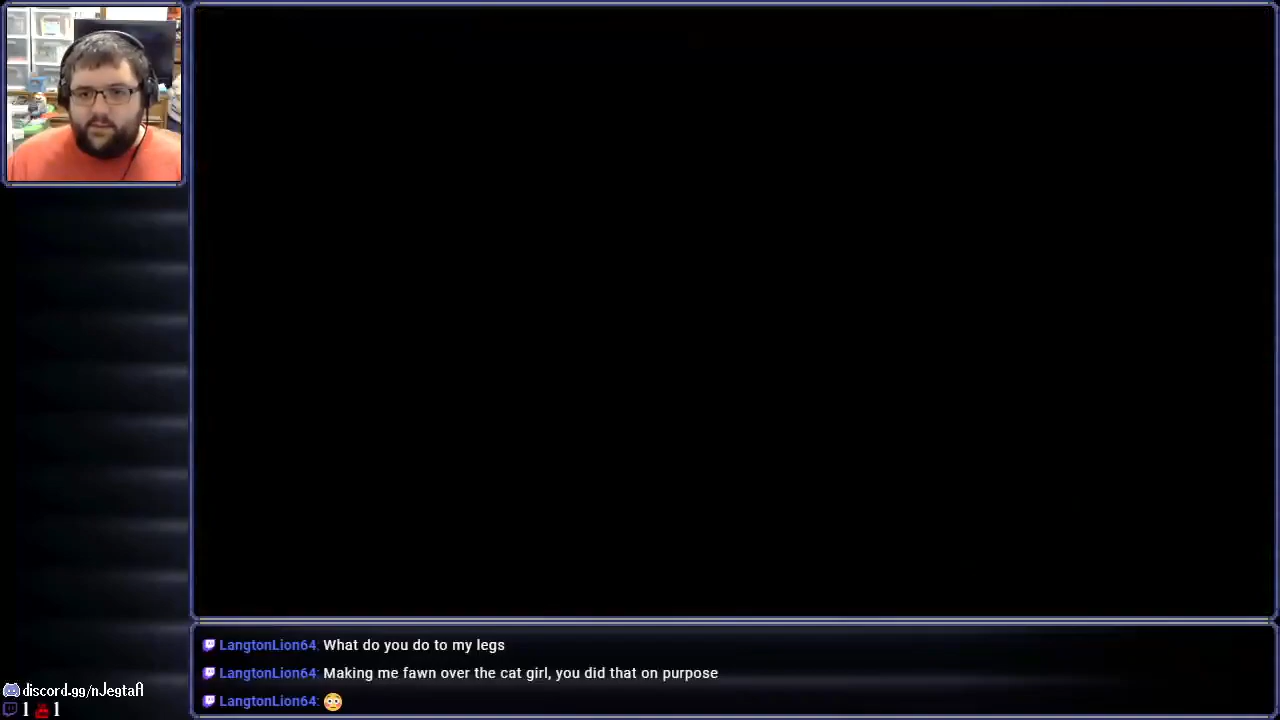 LangtonLion64: What do you do to my legs
LangtonLion64: Making me fawn over the cat girl, you did that on purpose
LangtonLion64: 😳
discord.gg/nJegtaA
1 1